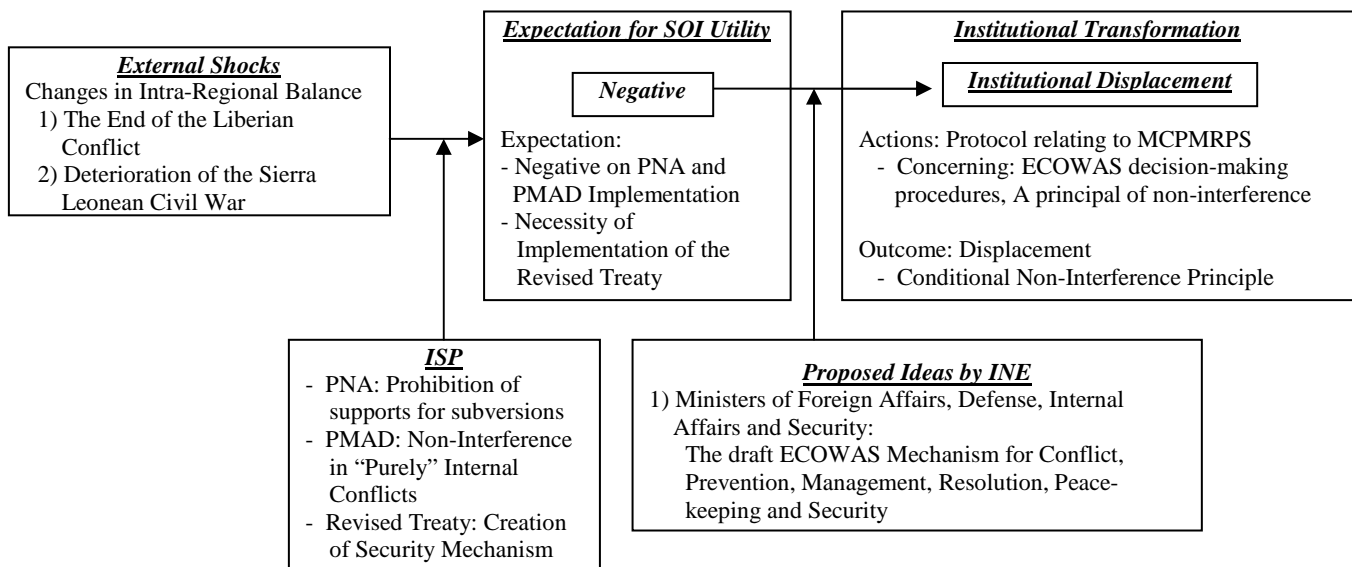 External Shocks
Changes in Intra-Regional Balance
1) The End of the Liberian
Conflict
2) Deterioration of the Sierra
Leonean Civil War
Expectation for SOI Utility
Negative
Expectation:
- Negative on PNA and
PMAD Implementation
- Necessity of
Implementation of the
Revised Treaty
Institutional Transformation
Institutional Displacement
Actions: Protocol relating to MCPMRPS
- Concerning: ECOWAS decision-making
procedures, A principal of non-interference
Outcome: Displacement
- Conditional Non-Interference Principle
ISP
- PNA: Prohibition of
supports for subversions
- PMAD: Non-Interference
in “Purely” Internal
Conflicts
- Revised Treaty: Creation
of Security Mechanism
Proposed Ideas by INE
1) Ministers of Foreign Affairs, Defense, Internal
Affairs and Security:
The draft ECOWAS Mechanism for Conflict,
Prevention, Management, Resolution, Peace-
keeping and Security